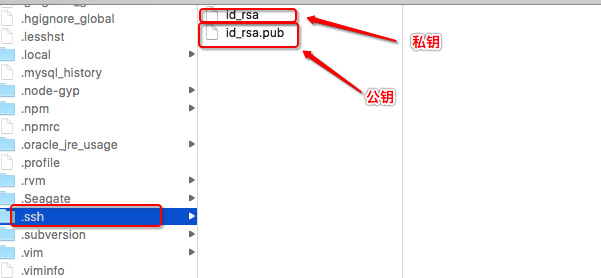 .hgignore_global
.lesshst
.local
.mysql_history
.node-gyp
.npm
.npmrc
.oracle_jre_usage
.profile
.rvm
.Seagate
.ssh
.subversion
.vim
.viminfo
id_rsa
id_rsa.pub
私钥
公钥